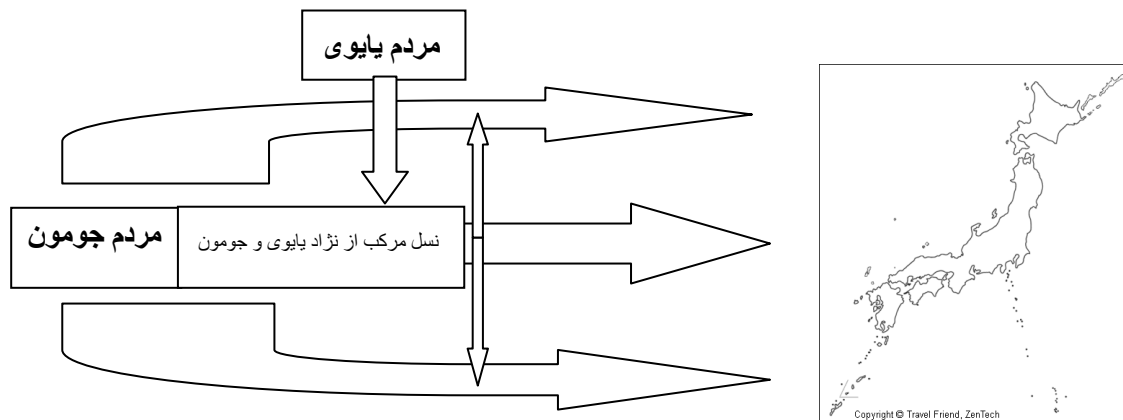 مردم یایوی
مردم جومون
نسل مرکب از نژاد یایوی و جومون
Copyright © Travel Friend, ZenTech